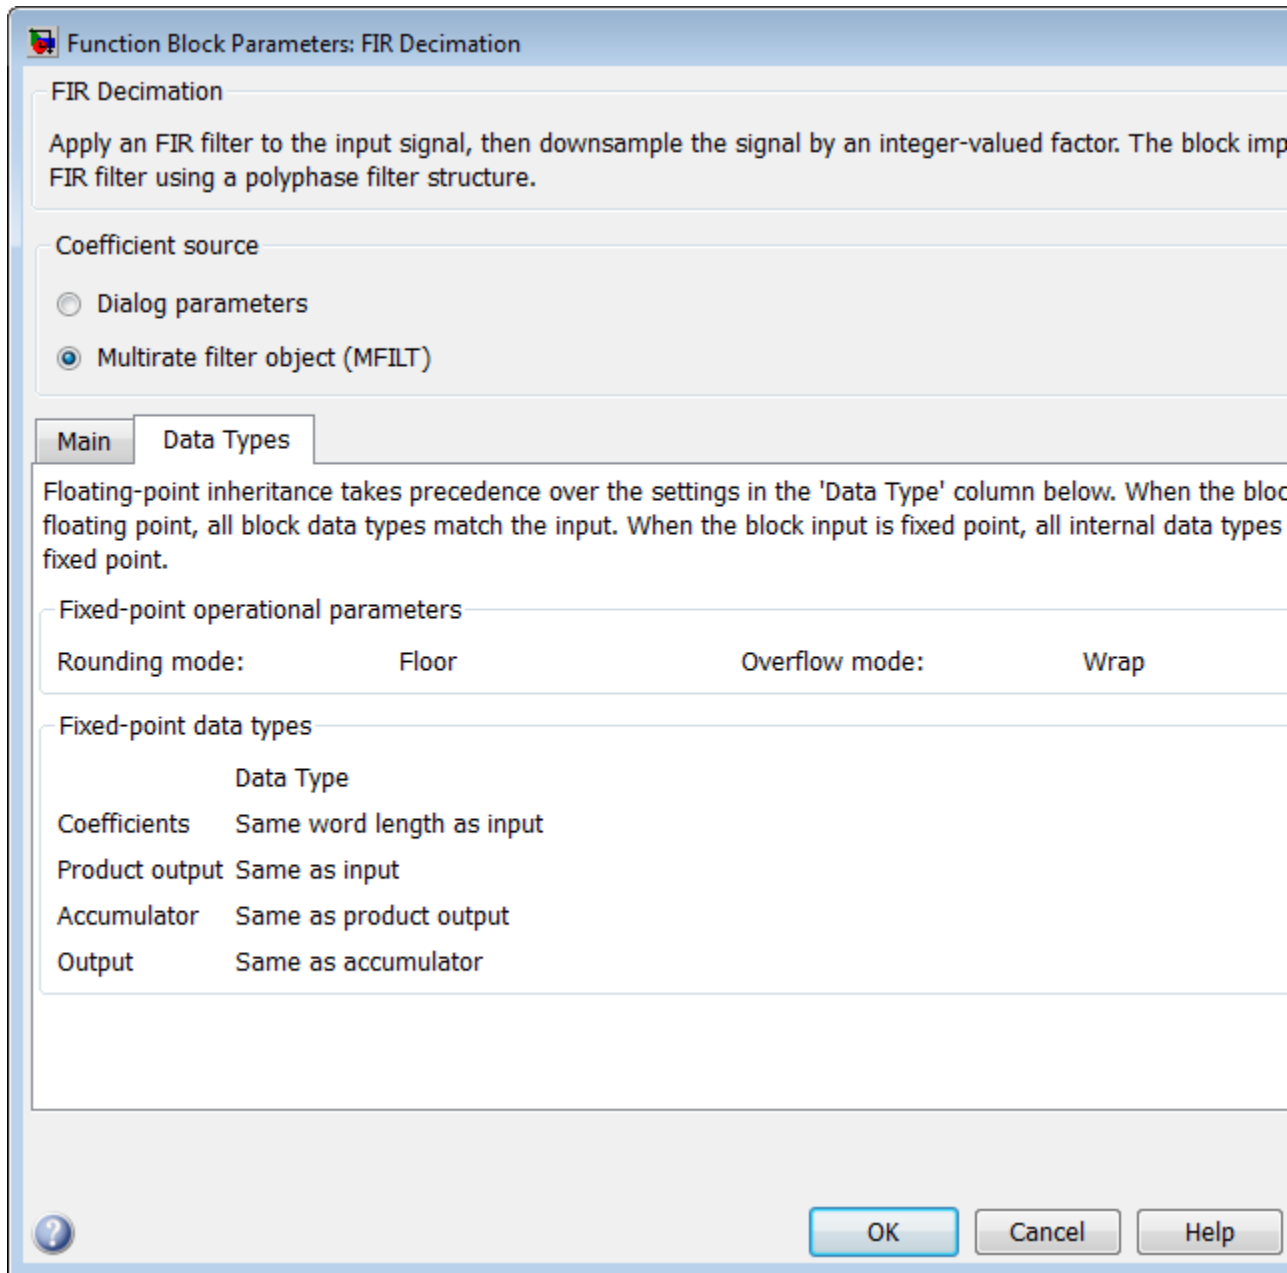 Function Block Parameters: FIR Decimation
FIR Decimation
Apply an FIR filter to the input signal, then downsample the signal by an integer-valued factor. The block imp
FIR filter using a polyphase filter structure.
Coefficient source
Dialog parameters
Multirate filter object (MFILT)
Main Data Types
Floating-point inheritance takes precedence over the settings in the 'Data Type' column below. When the bloc
floating point, all block data types match the input. When the block input is fixed point, all internal data types
fixed point.
Fixed-point operational parameters
Rounding mode: Floor Overflow mode: Wrap
Fixed-point data types
Data Type
Coefficients Same word length as input
Product output Same as input
Accumulator Same as product output
Output Same as accumulator
? OK Cancel Help